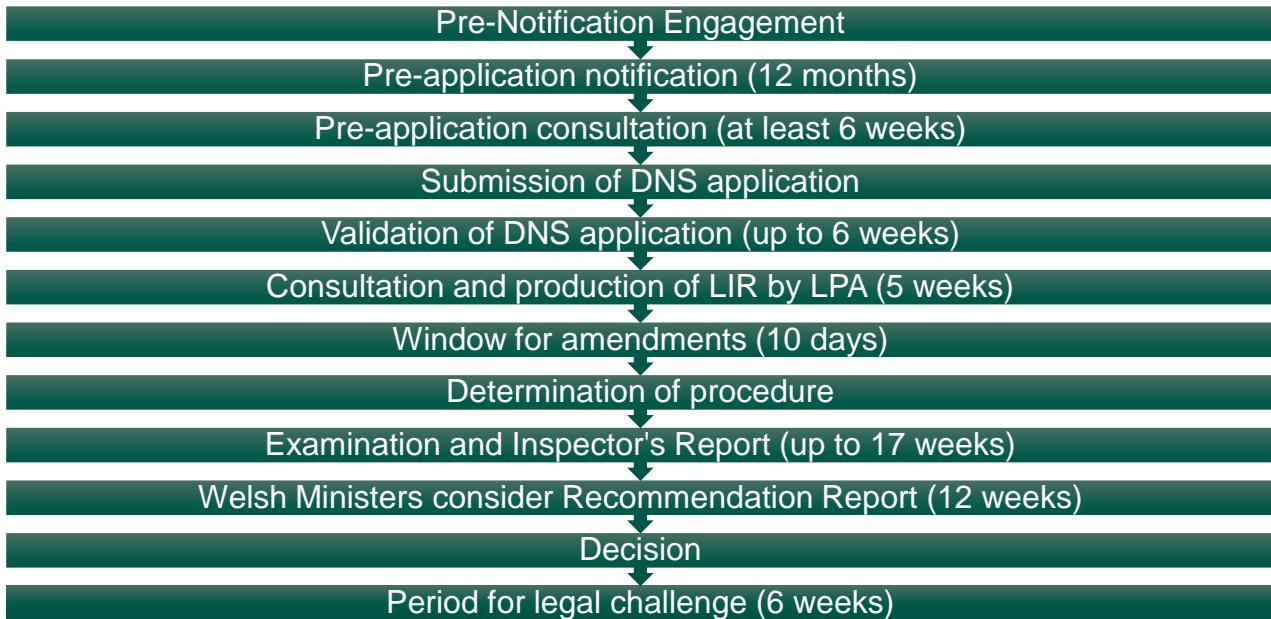 Pre-Notification Engagement
Pre-application notification (12 months)
Pre-application consultation (at least 6 weeks)
Submission of DNS application
Validation of DNS application (up to 6 weeks)
Consultation and production of LIR by LPA (5 weeks)
Window for amendments (10 days)
Determination of procedure
Examination and Inspector's Report (up to 17 weeks)
Welsh Ministers consider Recommendation Report (12 weeks)
Decision
Period for legal challenge (6 weeks)